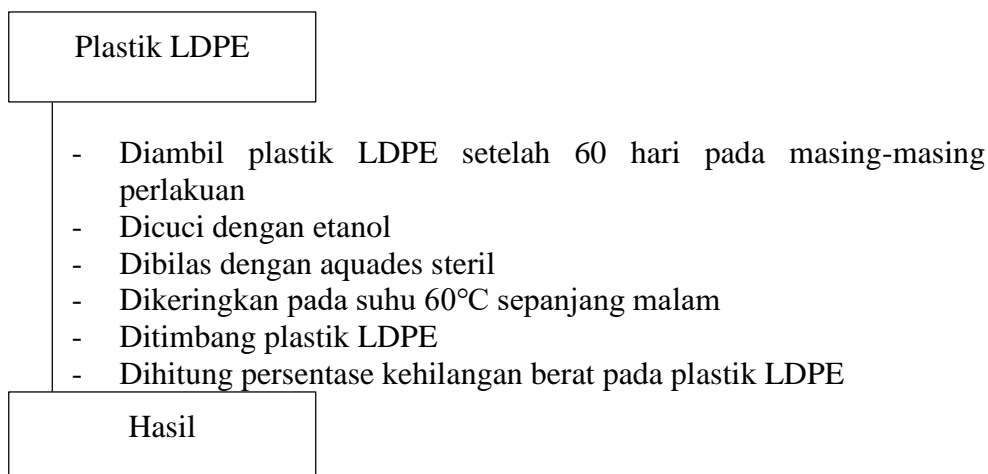 Plastik LDPE
- Diambil plastik LDPE setelah 60 hari pada masing-masing
perlakuan
- Dicuci dengan etanol
- Dibilas dengan aquades steril
- Dikeringkan pada suhu 60°C sepanjang malam
- Ditimbang plastik LDPE
- Dihitung persentase kehilangan berat pada plastik LDPE
Hasil